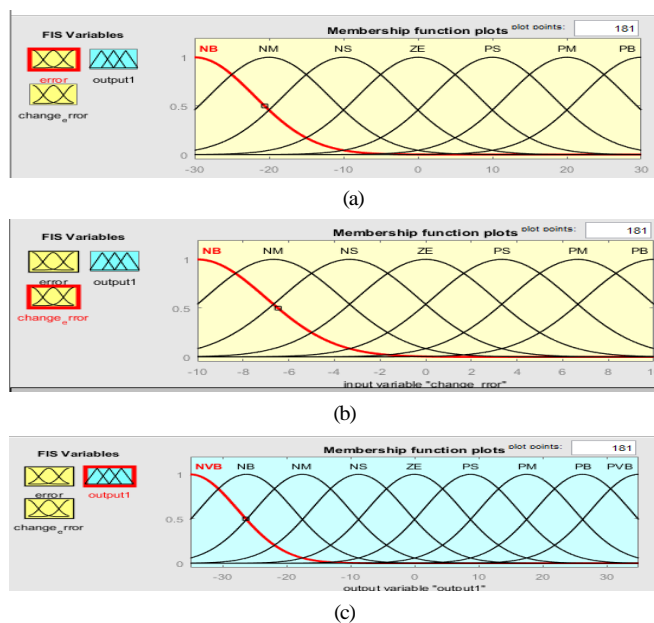 FIS Variables
Membership function plots plot points: 181
error
output1
change_error
NB NM NS ZE PS PM PB
1
0.5
0
-30 -20 -10 0 10 20 30
(a)
FIS Variables
Membership function plots plot points: 181
error
output1
change_error
NB NM NS ZE PS PM PB
1
0.5
0
-10 -8 -6 -4 -2 0 2 4 6 8 10
input variable "change_rror"
(b)
FIS Variables
Membership function plots plot points: 181
error
output1
change_error
NVB NB NM NS ZE PS PM PB PVB
1
0.5
0
-30 -20 -10 0 10 20 30
output variable "output1"
(c)